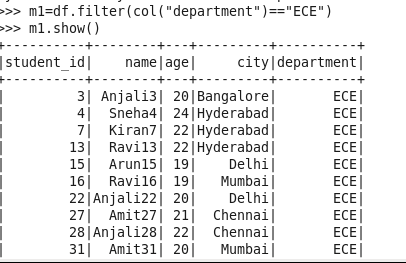 >>> m1=df.filter(col("department")=="ECE")
>>> m1.show()
+----------+--------+---+---------+----------+
|student_id|    name|age|     city|department|
+----------+--------+---+---------+----------+
|         3| Anjali3| 20|Bangalore|       ECE|
|         4|  Sneha4| 24|Hyderabad|       ECE|
|         7|  Kiran7| 22|Hyderabad|       ECE|
|        13|  Ravi13| 22|Hyderabad|       ECE|
|        15|  Arun15| 19|    Delhi|       ECE|
|        16|  Ravi16| 19|   Mumbai|       ECE|
|        22|Anjali22| 20|    Delhi|       ECE|
|        27|  Amit27| 21|  Chennai|       ECE|
|        28|Anjali28| 22|  Chennai|       ECE|
|        31|  Amit31| 20|   Mumbai|       ECE|